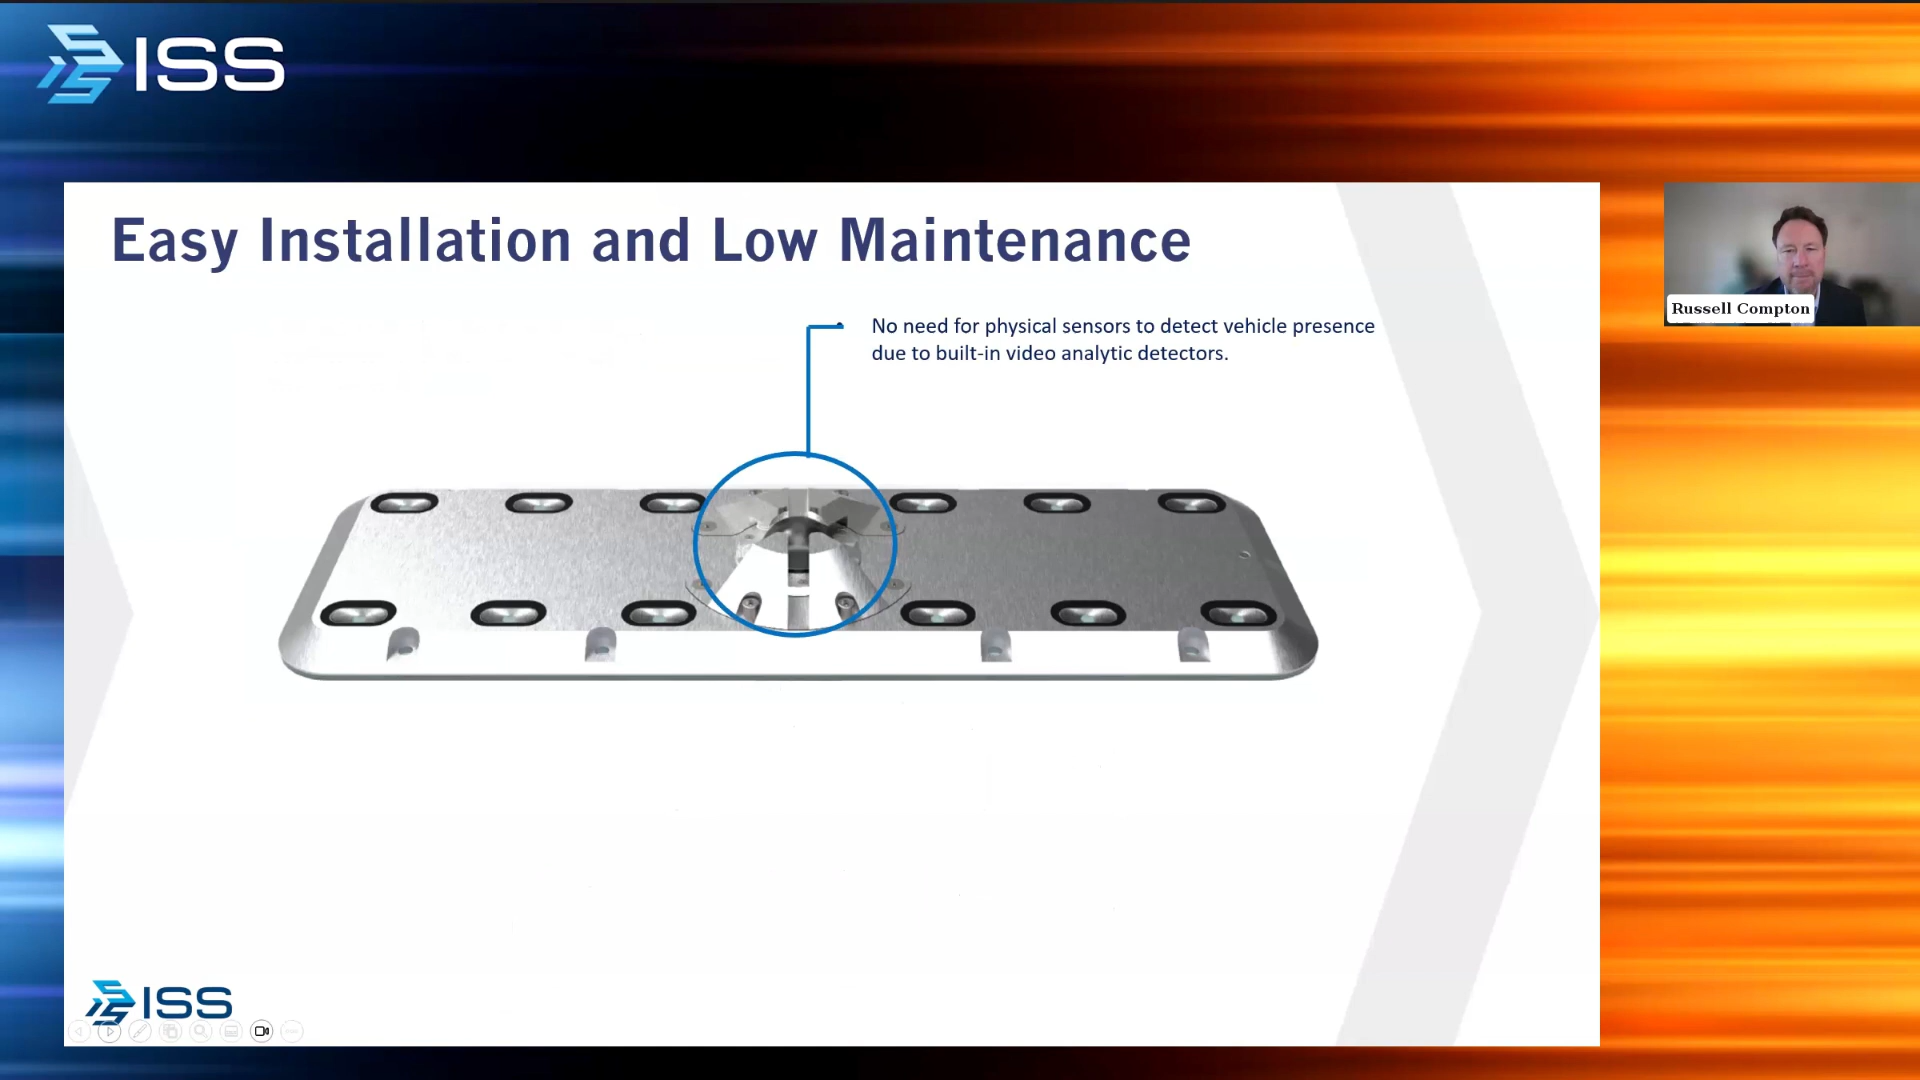 ISS
Easy Installation and Low Maintenance
No need for physical sensors to detect vehicle presence
due to built-in video analytic detectors.
Russell Compton
ISS